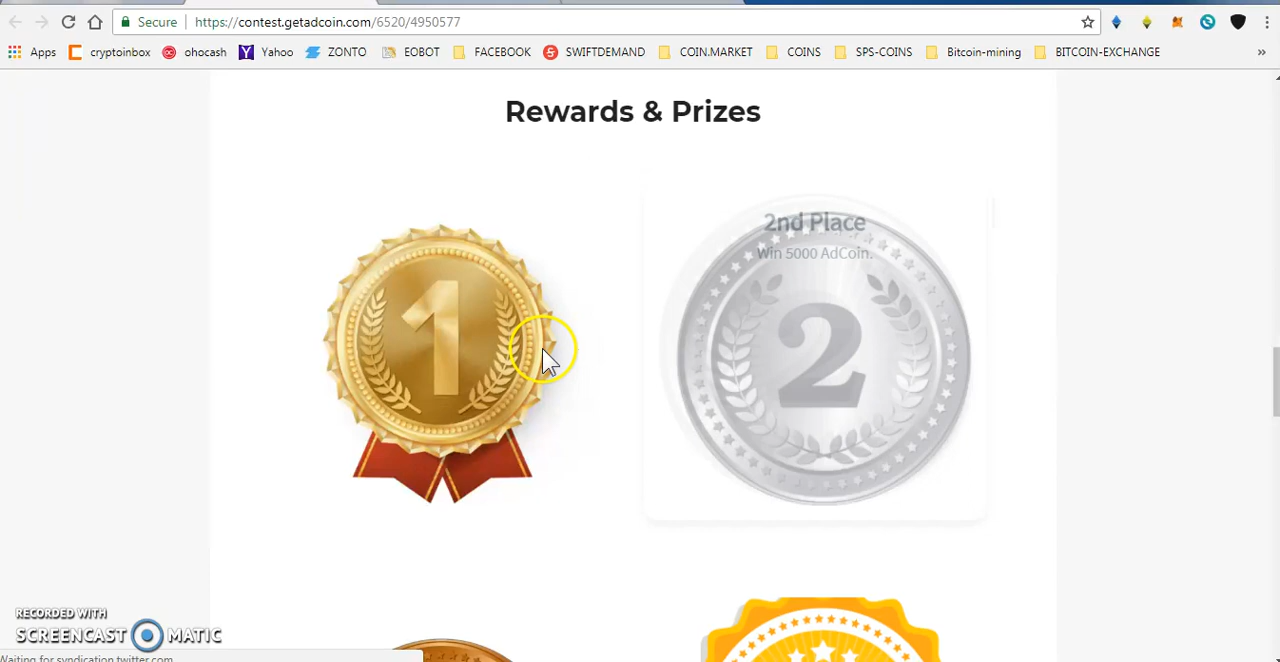 Secure https://contest.getadcoin.com/6520/4950577
Apps cryptoinbox ohocash Yahoo ZONTO EOBOT FACEBOOK SWIFTDEMAND COIN.MARKET COINS SPS-COINS Bitcoin-mining BITCOIN-EXCHANGE »
Rewards & Prizes
2nd Place
Win 5000 AdCoin.
1
2
RECORDED WITH
SCREENCAST MATIC
Waiting for syndication.twitter.com